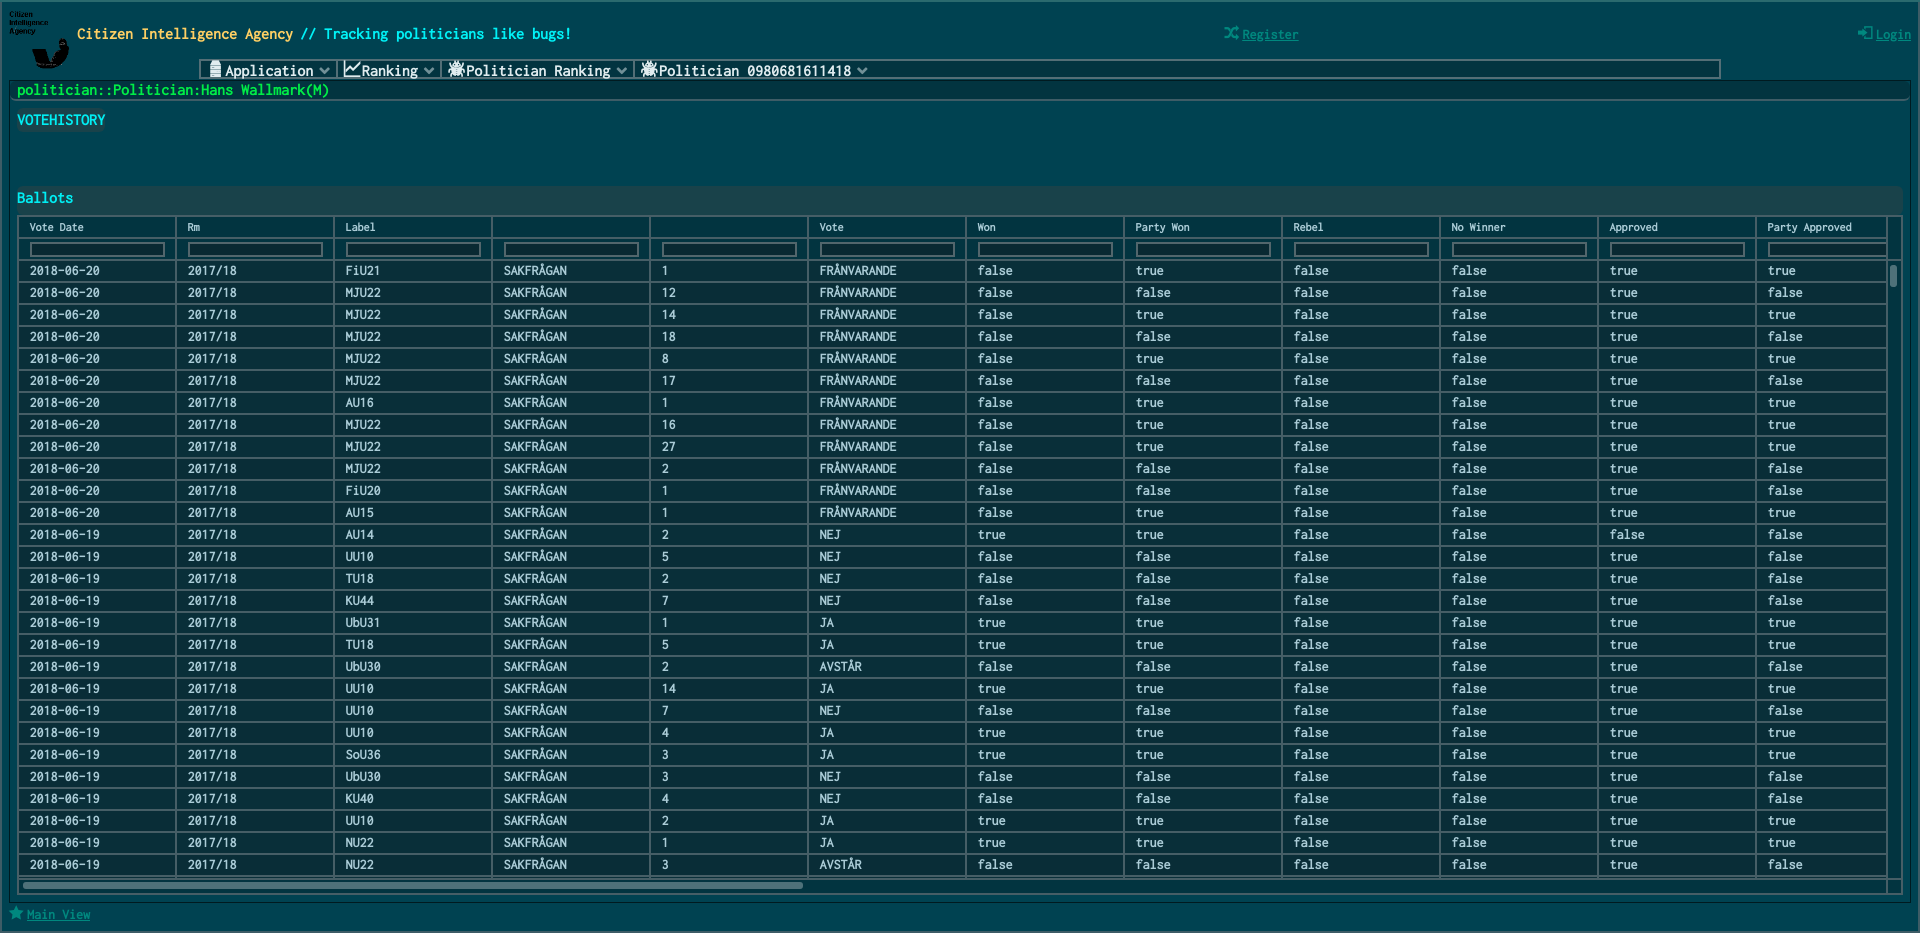 Citizen
Intelligence
Agency
Citizen Intelligence Agency // Tracking politicians like bugs!
Register
Login
Application Ranking Politician Ranking Politician 0980681611418
politician::Politician:Hans Wallmark(M)
VOTEHISTORY
Ballots
Vote Date Rm Label Vote Won Party Won Rebel No Winner Approved Party Approved
2018-06-20 2017/18 FiU21 SAKFRÅGAN 1 FRÅNVARANDE false true false false true true
2018-06-20 2017/18 MJU22 SAKFRÅGAN 12 FRÅNVARANDE false false false false true false
2018-06-20 2017/18 MJU22 SAKFRÅGAN 14 FRÅNVARANDE false true false false true true
2018-06-20 2017/18 MJU22 SAKFRÅGAN 18 FRÅNVARANDE false false false false true false
2018-06-20 2017/18 MJU22 SAKFRÅGAN 8 FRÅNVARANDE false true false false true true
2018-06-20 2017/18 MJU22 SAKFRÅGAN 17 FRÅNVARANDE false false false false true false
2018-06-20 2017/18 AU16 SAKFRÅGAN 1 FRÅNVARANDE false true false false true true
2018-06-20 2017/18 MJU22 SAKFRÅGAN 16 FRÅNVARANDE false true false false true true
2018-06-20 2017/18 MJU22 SAKFRÅGAN 27 FRÅNVARANDE false true false false true true
2018-06-20 2017/18 MJU22 SAKFRÅGAN 2 FRÅNVARANDE false false false false true false
2018-06-20 2017/18 FiU20 SAKFRÅGAN 1 FRÅNVARANDE false false false false true false
2018-06-20 2017/18 AU15 SAKFRÅGAN 1 FRÅNVARANDE false true false false true true
2018-06-19 2017/18 AU14 SAKFRÅGAN 2 NEJ true true false false false false
2018-06-19 2017/18 UU10 SAKFRÅGAN 5 NEJ false false false false true false
2018-06-19 2017/18 TU18 SAKFRÅGAN 2 NEJ false false false false true false
2018-06-19 2017/18 KU44 SAKFRÅGAN 7 NEJ false false false false true false
2018-06-19 2017/18 UbU31 SAKFRÅGAN 1 JA true true false false true true
2018-06-19 2017/18 TU18 SAKFRÅGAN 5 JA true true false false true true
2018-06-19 2017/18 UbU30 SAKFRÅGAN 2 AVSTÅR false false false false true false
2018-06-19 2017/18 UU10 SAKFRÅGAN 14 JA true true false false true true
2018-06-19 2017/18 UU10 SAKFRÅGAN 7 NEJ false false false false true false
2018-06-19 2017/18 UU10 SAKFRÅGAN 4 JA true true false false true true
2018-06-19 2017/18 SoU36 SAKFRÅGAN 3 JA true true false false true true
2018-06-19 2017/18 UbU30 SAKFRÅGAN 3 NEJ false false false false true false
2018-06-19 2017/18 KU40 SAKFRÅGAN 4 NEJ false false false false true false
2018-06-19 2017/18 UU10 SAKFRÅGAN 2 JA true true false false true true
2018-06-19 2017/18 NU22 SAKFRÅGAN 1 JA true true false false true true
2018-06-19 2017/18 NU22 SAKFRÅGAN 3 AVSTÅR false false false false true false
Main View